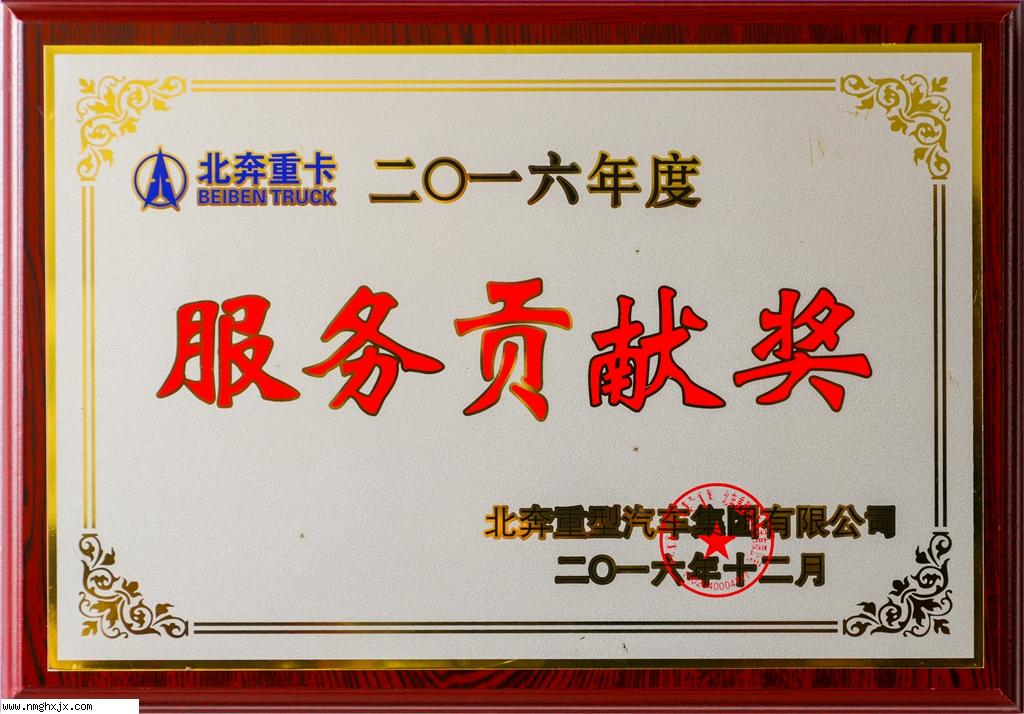 北奔重卡 二〇一六年度
BEIBEN TRUCK
服务贡献奖
北奔重型汽车集团有限公司
二〇一六年十二月
www.nmghxjx.com